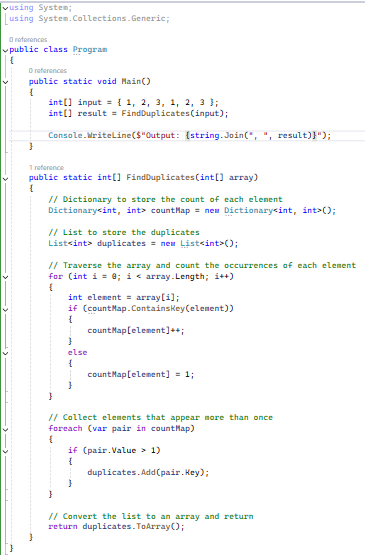 using System;
using System.Collections.Generic;
0 references
public class Program
{
0 references
public static void Main()
{
int[] input = { 1, 2, 3, 1, 2, 3 };
int[] result = FindDuplicates(input);
Console.WriteLine($"Output: {string.Join(", ", result)}");
}
1 reference
public static int[] FindDuplicates(int[] array)
{
// Dictionary to store the count of each element
Dictionary<int, int> countMap = new Dictionary<int, int>();
// List to store the duplicates
List<int> duplicates = new List<int>();
// Traverse the array and count the occurrences of each element
for (int i = 0; i < array.Length; i++)
{
int element = array[i];
if (countMap.ContainsKey(element))
{
countMap[element]++;
}
else
{
countMap[element] = 1;
}
}
// Collect elements that appear more than once
foreach (var pair in countMap)
{
if (pair.Value > 1)
{
duplicates.Add(pair.Key);
}
}
// Convert the list to an array and return
return duplicates.ToArray();
}
}